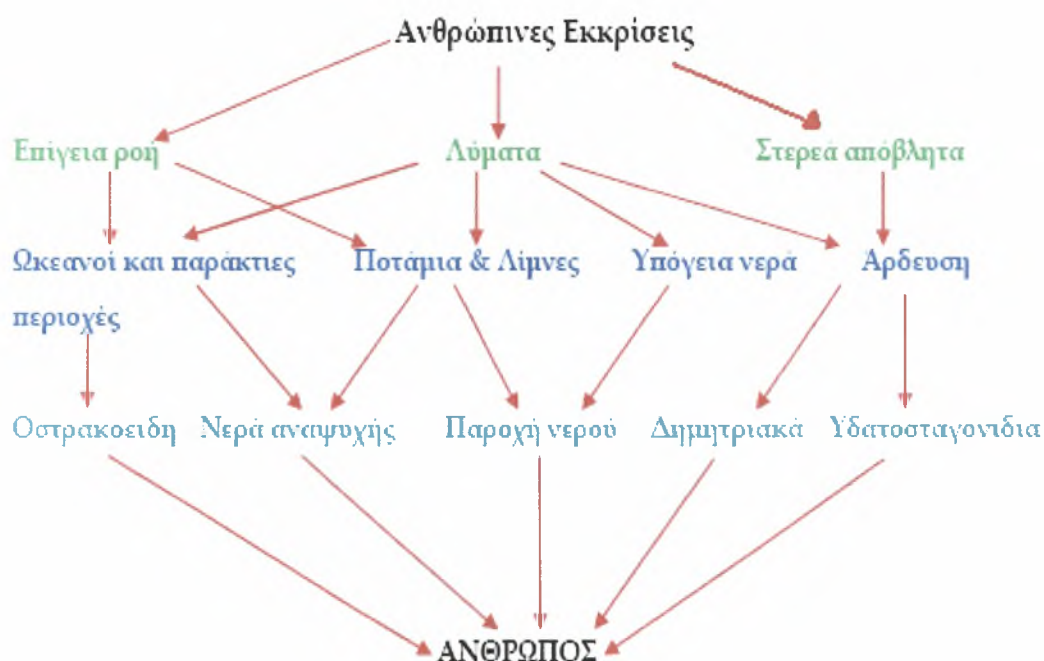 Ανθρώπινες Εκκρίσεις
Επίγεια ροή Λύματα Στερεά απόβλητα
Ωκεανοί και παράκτιες Ποτάμια & Λίμνες Υπόγεια νερά Άρδευση
περιοχές
Οστρακοειδη Νερά αναψυχής Παροχή νερού Δημητριακά Υδατοσταγονίδια
ΑΝΘΡΩΠΟΣ